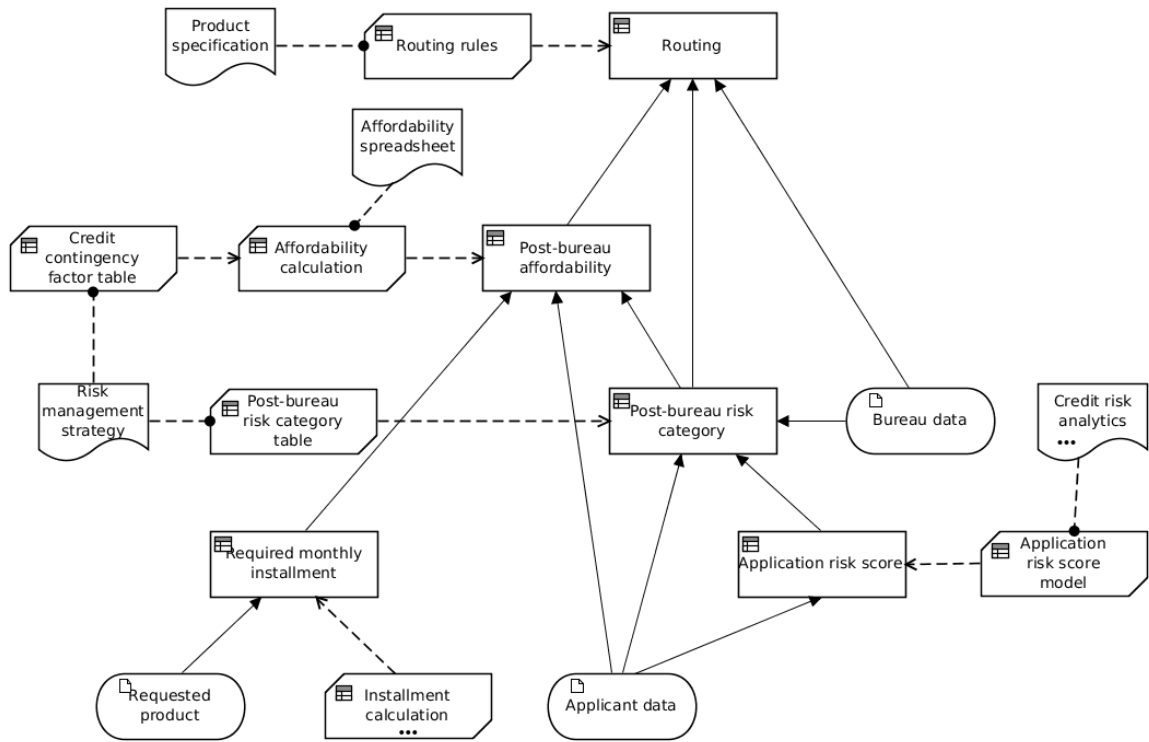 Product
specification
Routing rules
Routing
Affordability
spreadsheet
Credit
contingency
factor table
Affordability
calculation
Post-bureau
affordability
Risk
management
strategy
Post-bureau
risk category
table
Post-bureau risk
category
Bureau data
Credit risk
analytics
•••
Required monthly
installment
Application risk score
Application
risk score
model
Requested
product
Installment
calculation
•••
Applicant data